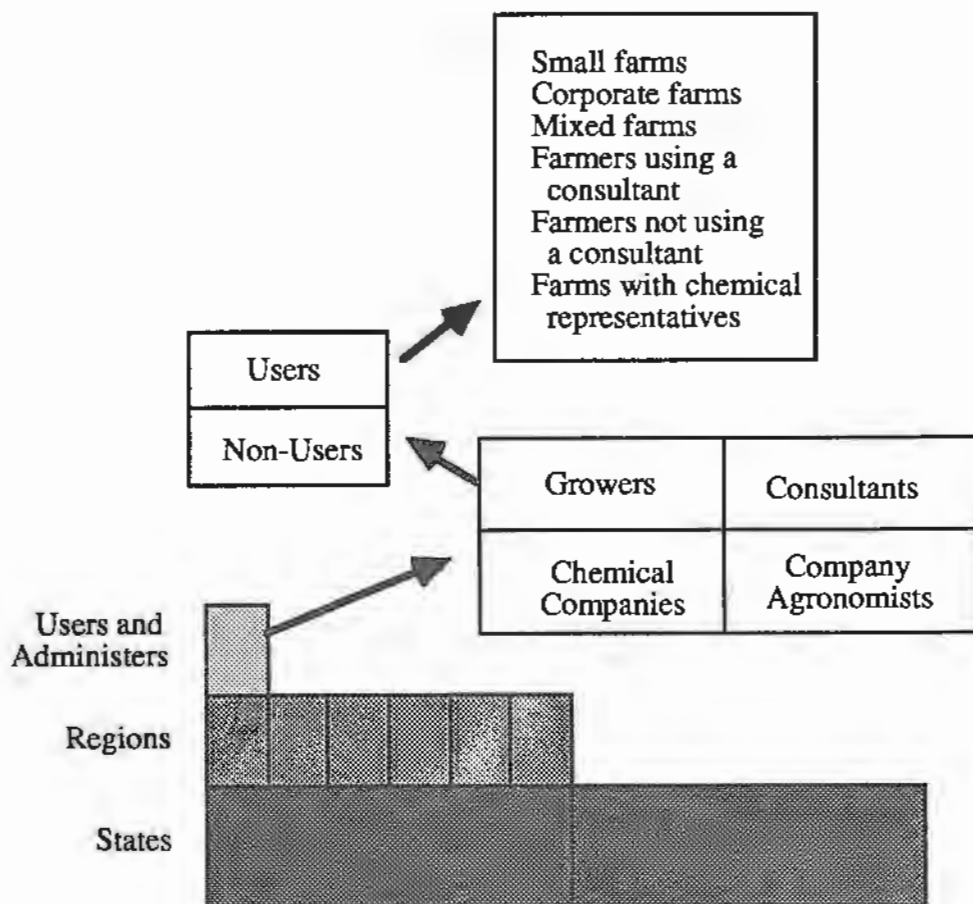 Small farms
Corporate farms
Mixed farms
Farmers using a
consultant
Farmers not using
a consultant
Farms with chemical
representatives
Users
Non-Users
Growers
Consultants
Chemical
Companies
Company
Agronomists
Users and
Administers
Regions
States